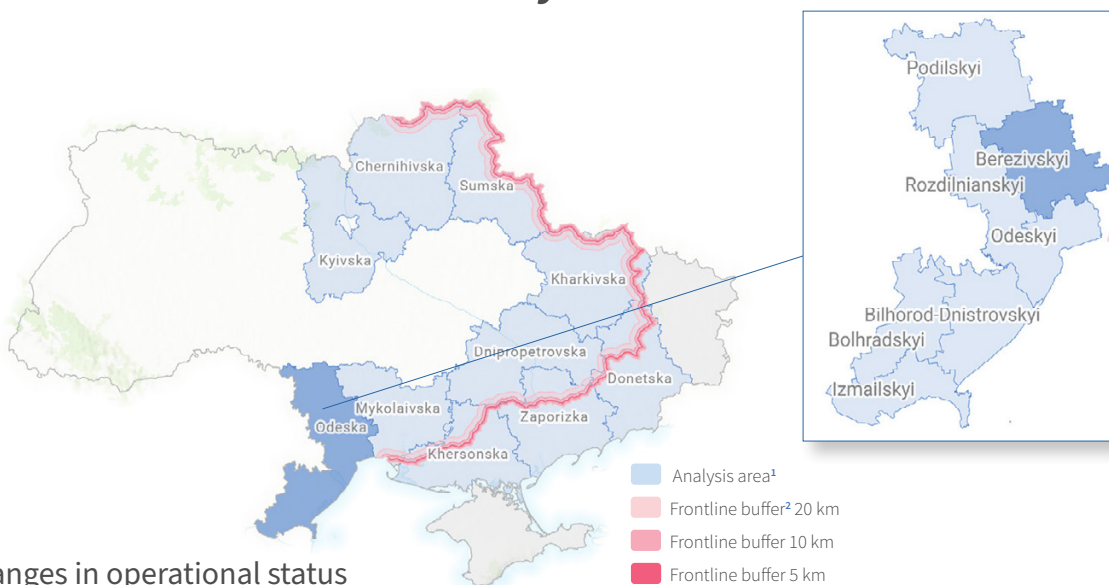 Podilskyi
Berezivskyi
Rozdilnianskyi
Odeskyi
Bilhorod-Dnistrovskyi
Bolhradskyi
Izmailskyi
Chernihivska
Sumska
Kyivska
Kharkivska
Dnipropetrovska
Donetska
Mykolaivska
Zaporizka
Odeska
Khersonska
Analysis area¹
Frontline buffer² 20 km
Frontline buffer 10 km
Frontline buffer 5 km
anges in operational status